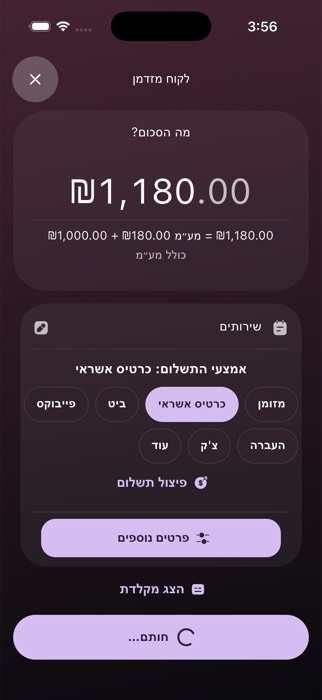 3:56
לקוח מזדמן
מה הסכום?
₪1,180.00
₪1,000.00 + ₪180.00 מע״מ = ₪1,180.00
כולל מע״מ
שירותים
אמצעי התשלום: כרטיס אשראי
מזומן כרטיס אשראי ביט פייבוקס
העברה צ'ק עוד
פיצול תשלום
פרטים נוספים
הצג מקלדת
חותם...